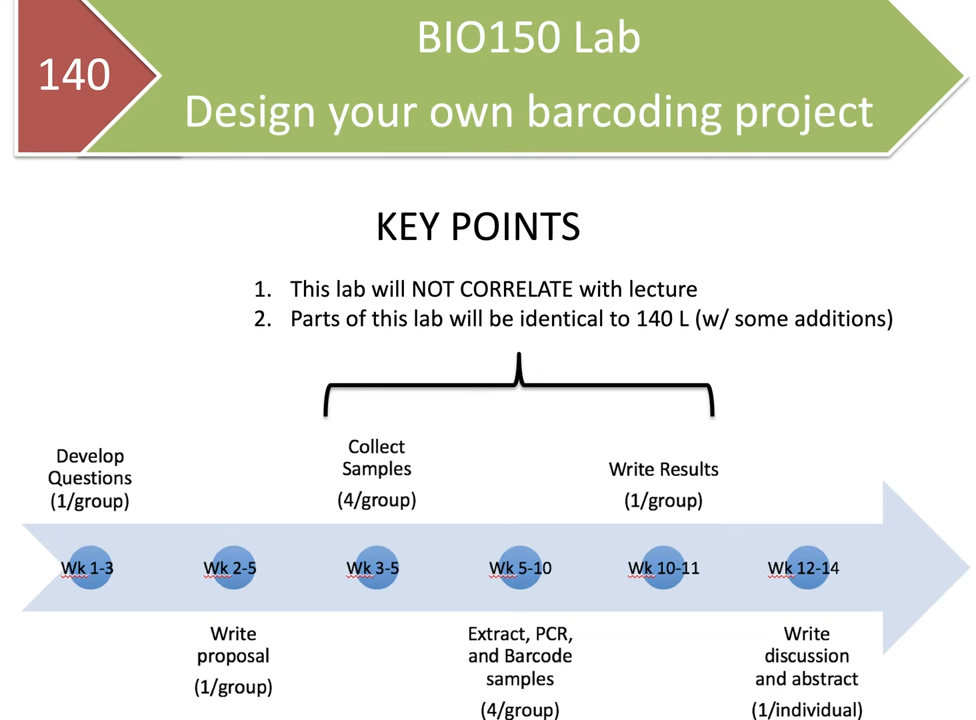 140
BIO150 Lab
Design your own barcoding project
KEY POINTS
1. This lab will NOT CORRELATE with lecture
2. Parts of this lab will be identical to 140 L (w/ some additions)
Develop
Questions
(1/group)
Collect
Samples
(4/group)
Write Results
(1/group)
Wk 1-3
Wk 2-5
Wk 3-5
Wk 5-10
Wk 10-11
Wk 12-14
Write
proposal
(1/group)
Extract, PCR,
and Barcode
samples
(4/group)
Write
discussion
and abstract
(1/individual)